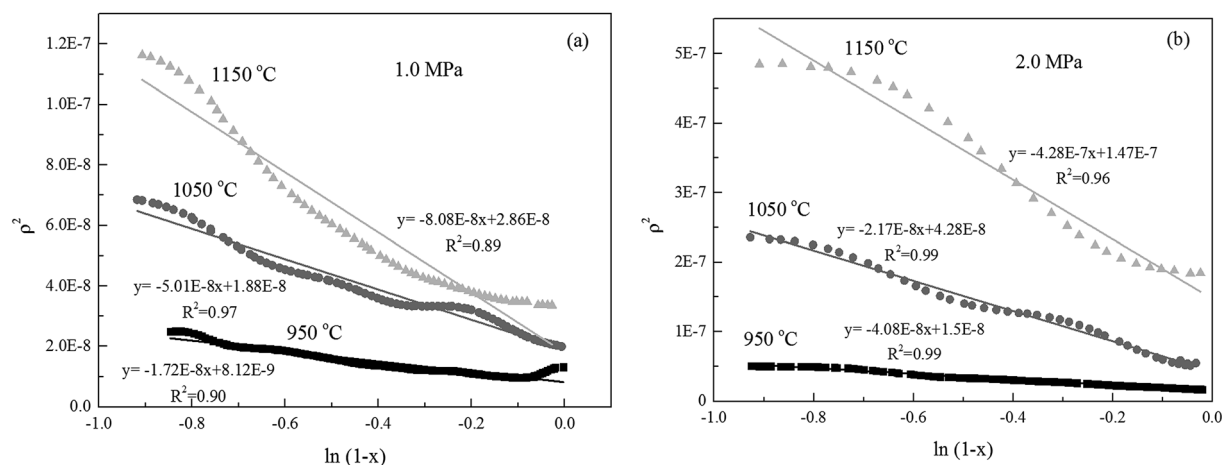 (a)
1150 °C
1.0 MPa
1050 °C
y= -8.08E-8x+2.86E-8
R²=0.89
y= -5.01E-8x+1.88E-8
R²=0.97
950 °C
y= -1.72E-8x+8.12E-9
R²=0.90
1.2E-7
1.0E-7
8.0E-8
6.0E-8
4.0E-8
2.0E-8
0.0
ρ²
-1.0
-0.8
-0.6
-0.4
-0.2
0.0
ln (1-x)
(b)
1150 °C
2.0 MPa
y= -4.28E-7x+1.47E-7
R²=0.96
1050 °C
y= -2.17E-8x+4.28E-8
R²=0.99
950 °C
y= -4.08E-8x+1.5E-8
R²=0.99
5E-7
4E-7
3E-7
2E-7
1E-7
0
ρ²
-1.0
-0.8
-0.6
-0.4
-0.2
0.0
ln (1-x)